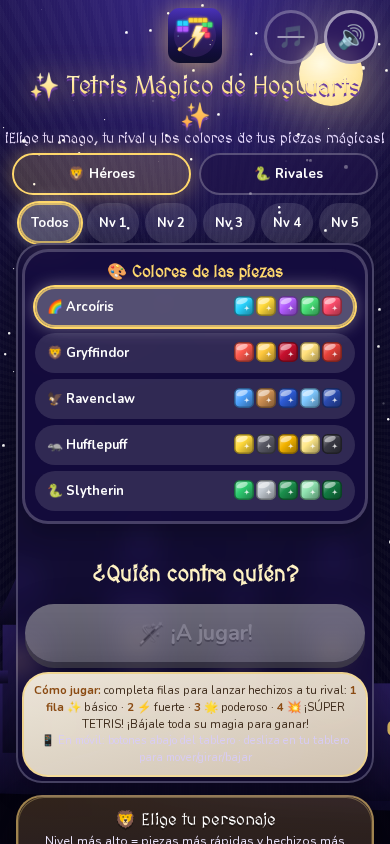 ✨ Tetris Mágico de Hogwarts ✨
¡Elige tu mago, tu rival y los colores de tus piezas mágicas!
🦁 Héroes
🐍 Rivales
Todos
Nv 1
Nv 2
Nv 3
Nv 4
Nv 5
🎨 Colores de las piezas
🌈 Arcoíris
🦁 Gryffindor
🦅 Ravenclaw
🦡 Hufflepuff
🐍 Slytherin
¿Quién contra quién?
🪄 ¡A jugar!
Cómo jugar: completa filas para lanzar hechizos a tu rival: 1
fila ✨ básico · 2 ⚡ fuerte · 3 🌟 poderoso · 4 💥 ¡SÚPER
TETRIS! ¡Bájale toda su magia para ganar!
🦁 Elige tu personaje
Nivel más alto = piezas más rápidas y hechizos más